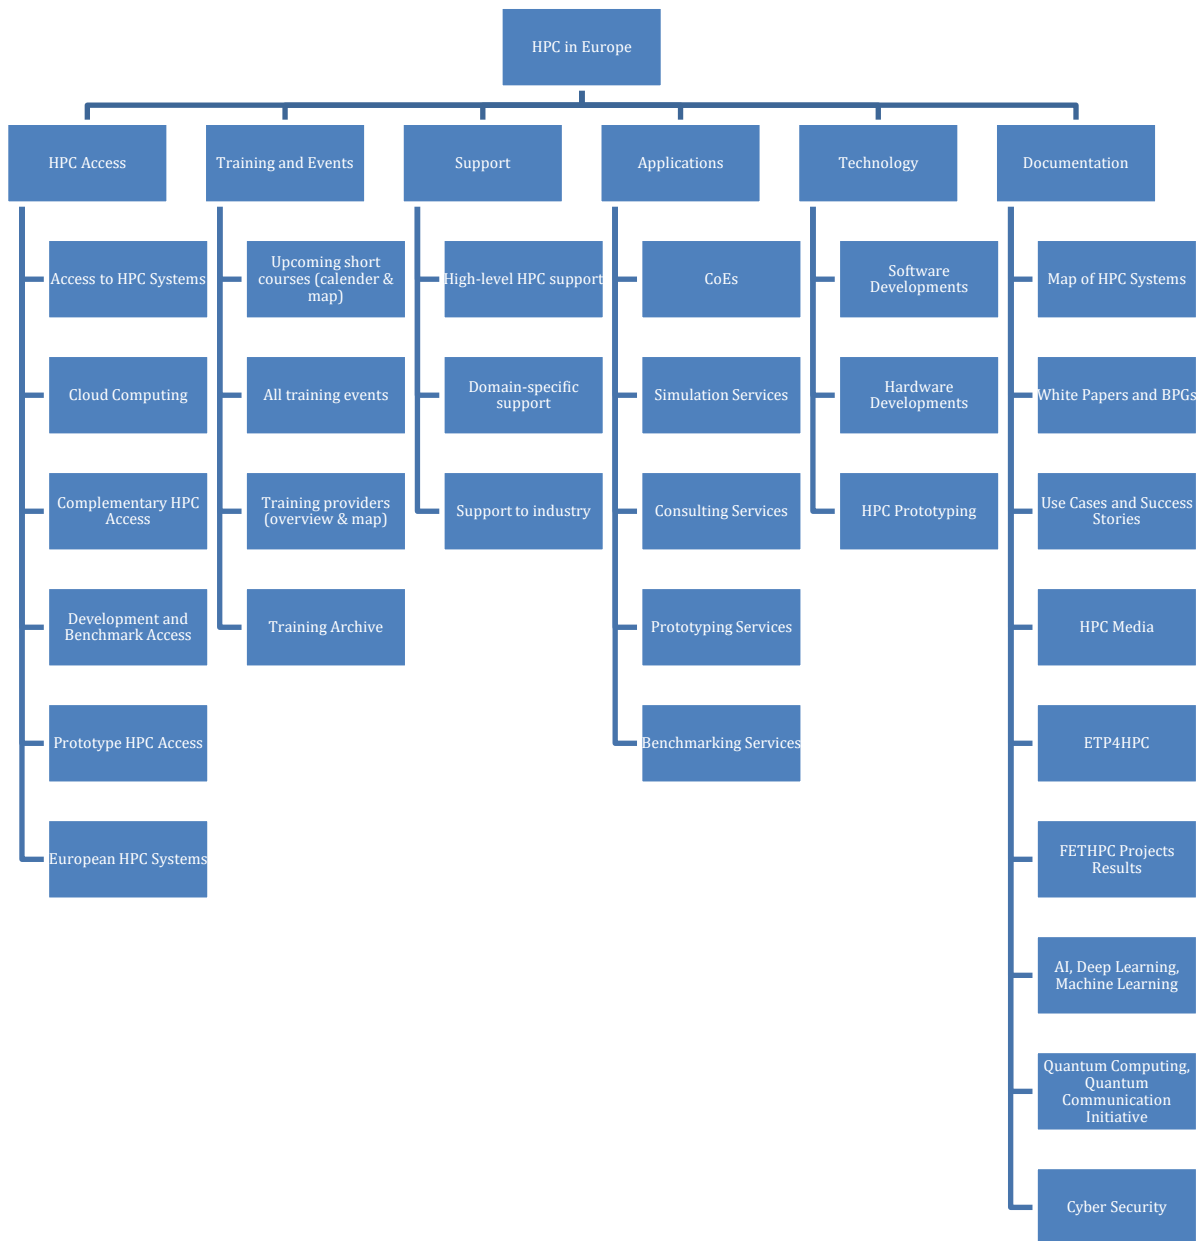 HPC in Europe
HPC Access
Training and Events
Support
Applications
Technology
Documentation
Access to HPC Systems
Cloud Computing
Complementary HPC
Access
Development and
Benchmark Access
Prototype HPC Access
European HPC Systems
Upcoming short
courses (calender &
map)
All training events
Training providers
(overview & map)
Training Archive
High-level HPC support
Domain-specific
support
Support to industry
CoEs
Simulation Services
Consulting Services
Prototyping Services
Benchmarking Services
Software
Developments
Hardware
Developments
HPC Prototyping
Map of HPC Systems
White Papers and BPGs
Use Cases and Success
Stories
HPC Media
ETP4HPC
FETHPC Projects
Results
AI, Deep Learning,
Machine Learning
Quantum Computing,
Quantum
Communication
Initiative
Cyber Security